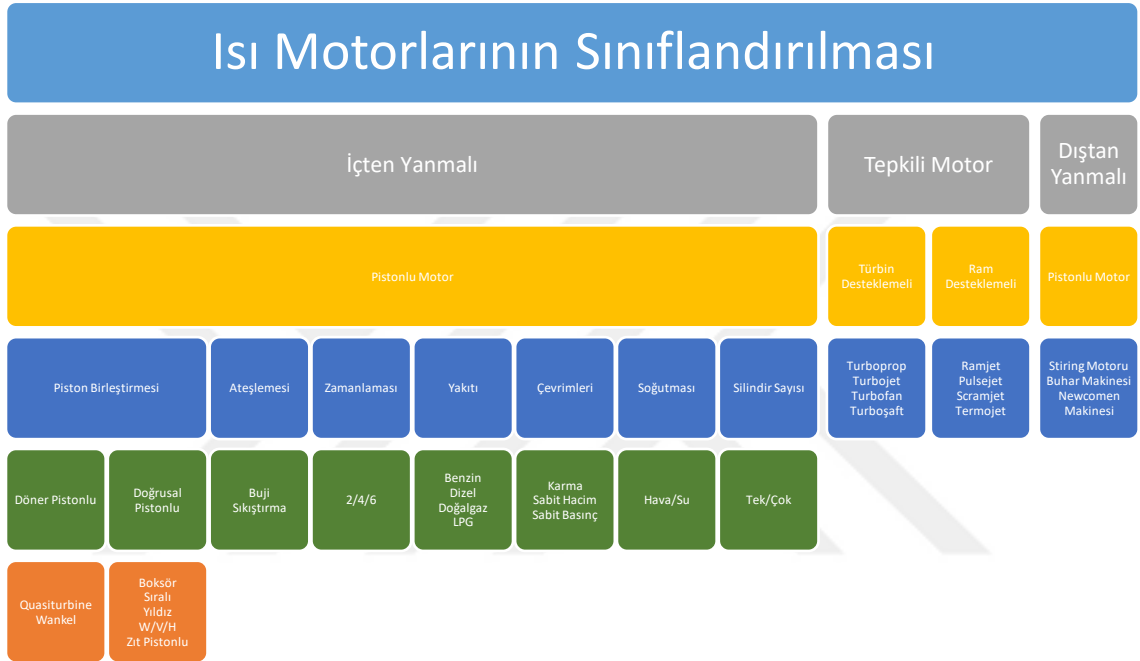 Isı Motorlarının Sınıflandırılması
İçten Yanmalı
Tepkili Motor
Dıştan
Yanmalı
Pistonlu Motor
Türbin
Desteklemeli
Ram
Desteklemeli
Pistonlu Motor
Piston Birleştirmesi
Ateşlemesi
Zamanlaması
Yakıtı
Çevrimleri
Soğutması
Silindir Sayısı
Turboprop
Turbojet
Turbofan
Turboşaft
Ramjet
Pulsejet
Scramjet
Termojet
Stiring Motoru
Buhar Makinesi
Newcomen
Makinesi
Döner Pistonlu
Doğrusal
Pistonlu
Buji
Sıkıştırma
2/4/6
Benzin
Dizel
Doğalgaz
LPG
Karma
Sabit Hacim
Sabit Basınç
Hava/Su
Tek/Çok
Quasiturbine
Wankel
Boksör
Sıralı
Yıldız
W/V/H
Zıt Pistonlu